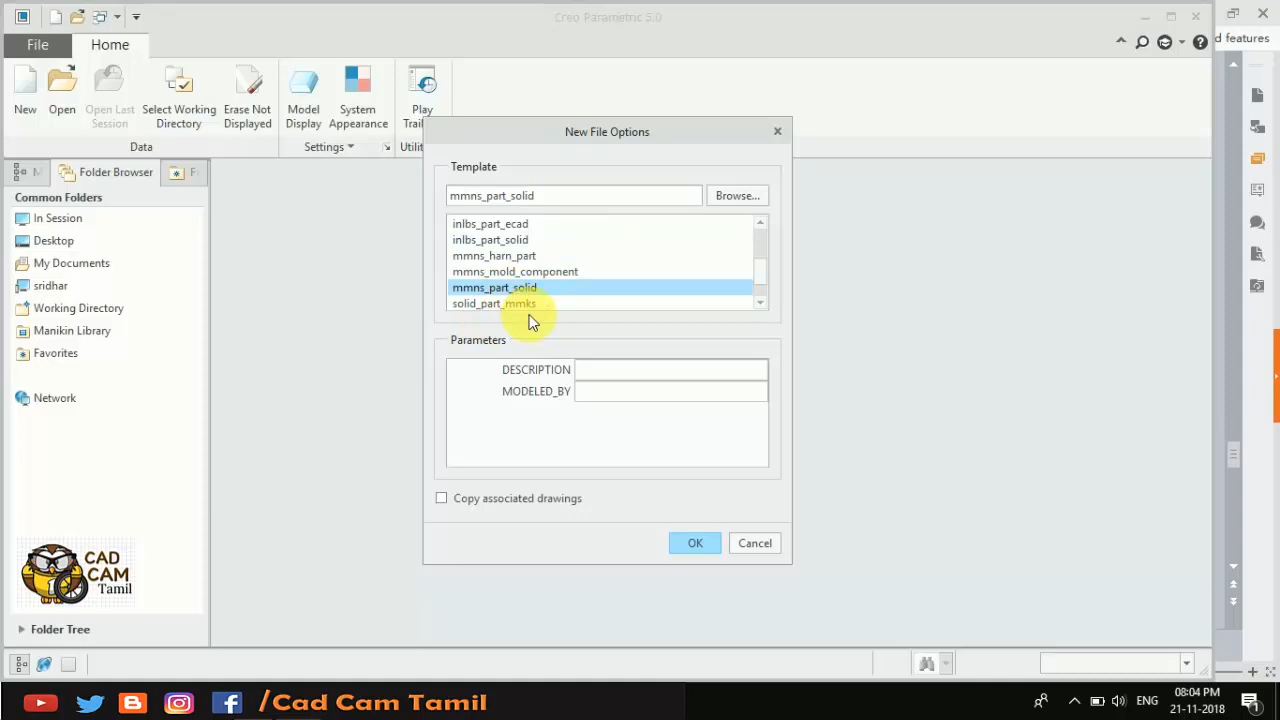 Creo Parametric 5.0
File
Home
d features
New
Open
Open Last
Session
Select Working
Directory
Erase Not
Displayed
Model
Display
System
Appearance
Play
Trail
Data
Settings
Utilit
M
Folder Browser
F
Common Folders
In Session
Desktop
My Documents
sridhar
Working Directory
Manikin Library
Favorites
Network
Folder Tree
New File Options
Template
mmns_part_solid
Browse...
inlbs_part_ecad
inlbs_part_solid
mmns_harn_part
mmns_mold_component
mmns_part_solid
solid_part_mmks
Parameters
DESCRIPTION
MODELED_BY
Copy associated drawings
OK
Cancel
CAD
CAM
Tamil
/Cad Cam Tamil
ENG
08:04 PM
21-11-2018
1